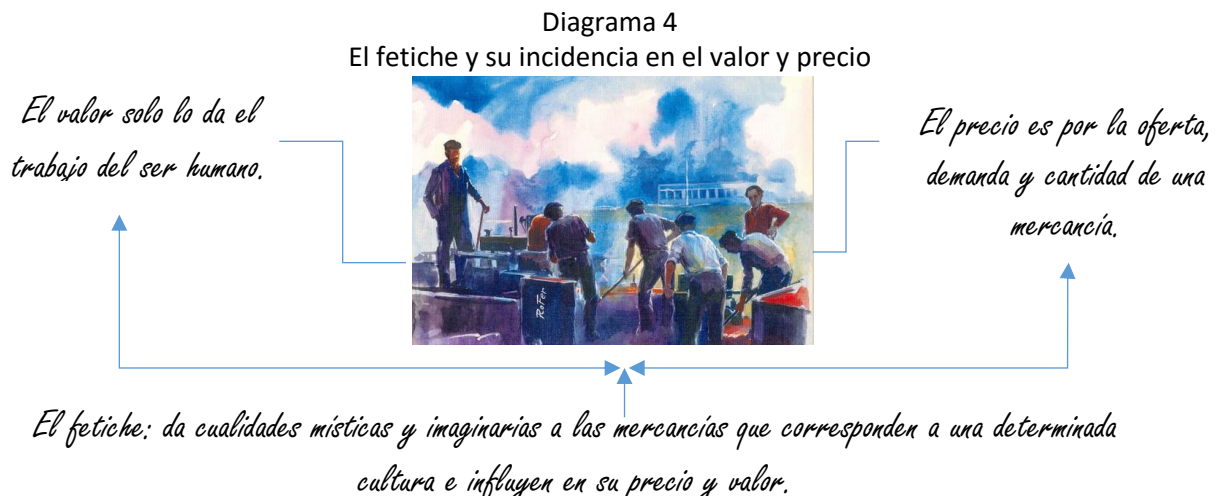 Diagrama 4
El fetiche y su incidencia en el valor y precio
El valor solo lo da el
trabajo del ser humano.
El precio es por la oferta,
demanda y cantidad de una
mercancía.
RoFer
El fetiche: da cualidades místicas y imaginarias a las mercancías que corresponden a una determinada
cultura e influyen en su precio y valor.